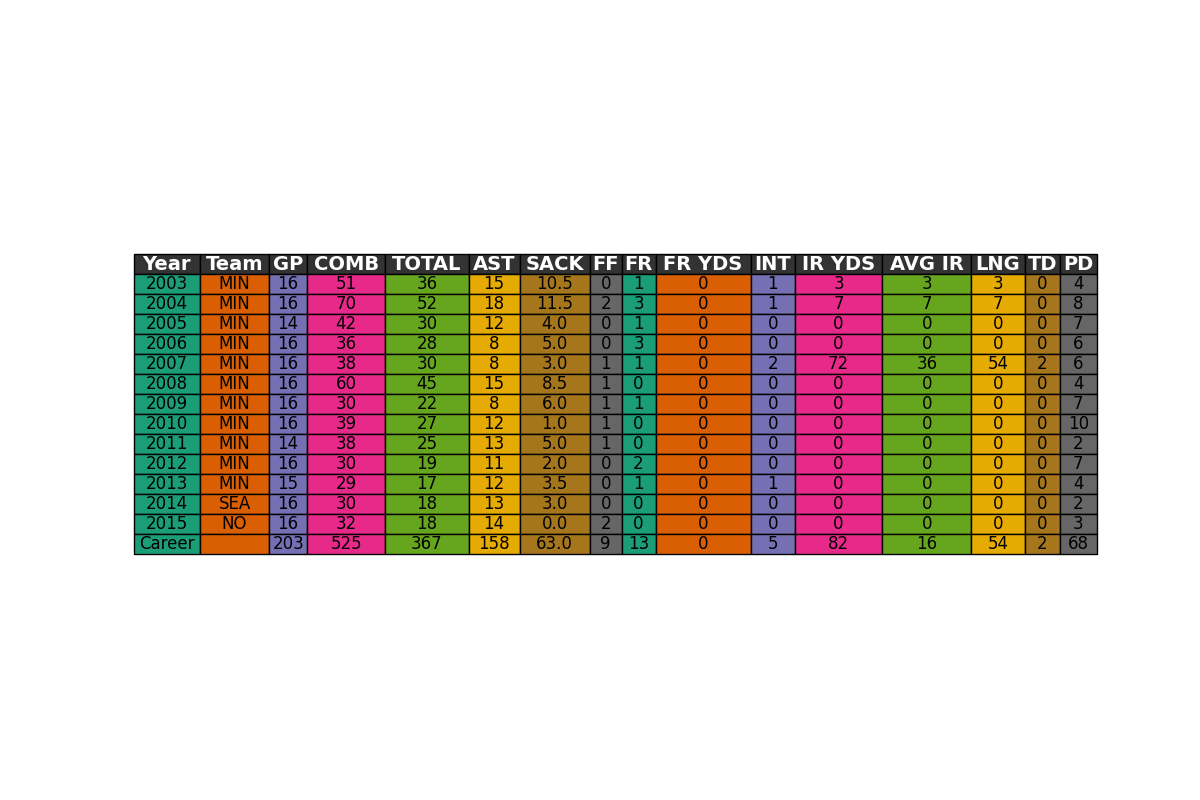 Year Team GP COMB TOTAL AST SACK FF FR FR YDS INT IR YDS AVG IR LNG TD PD
2003 MIN 16 51 36 15 10.5 0 1 0 1 3 3 3 0 4
2004 MIN 16 70 52 18 11.5 2 3 0 1 7 7 7 0 8
2005 MIN 14 42 30 12 4.0 0 1 0 0 0 0 0 0 7
2006 MIN 16 36 28 8 5.0 0 3 0 0 0 0 0 0 6
2007 MIN 16 38 30 8 3.0 1 1 0 2 72 36 54 2 6
2008 MIN 16 60 45 15 8.5 1 0 0 0 0 0 0 0 4
2009 MIN 16 30 22 8 6.0 1 1 0 0 0 0 0 0 7
2010 MIN 16 39 27 12 1.0 1 0 0 0 0 0 0 0 10
2011 MIN 14 38 25 13 5.0 1 0 0 0 0 0 0 0 2
2012 MIN 16 30 19 11 2.0 0 2 0 0 0 0 0 0 7
2013 MIN 15 29 17 12 3.5 0 1 0 1 0 0 0 0 4
2014 SEA 16 30 18 13 3.0 0 0 0 0 0 0 0 0 2
2015 NO 16 32 18 14 0.0 2 0 0 0 0 0 0 0 3
Career 203 525 367 158 63.0 9 13 0 5 82 16 54 2 68